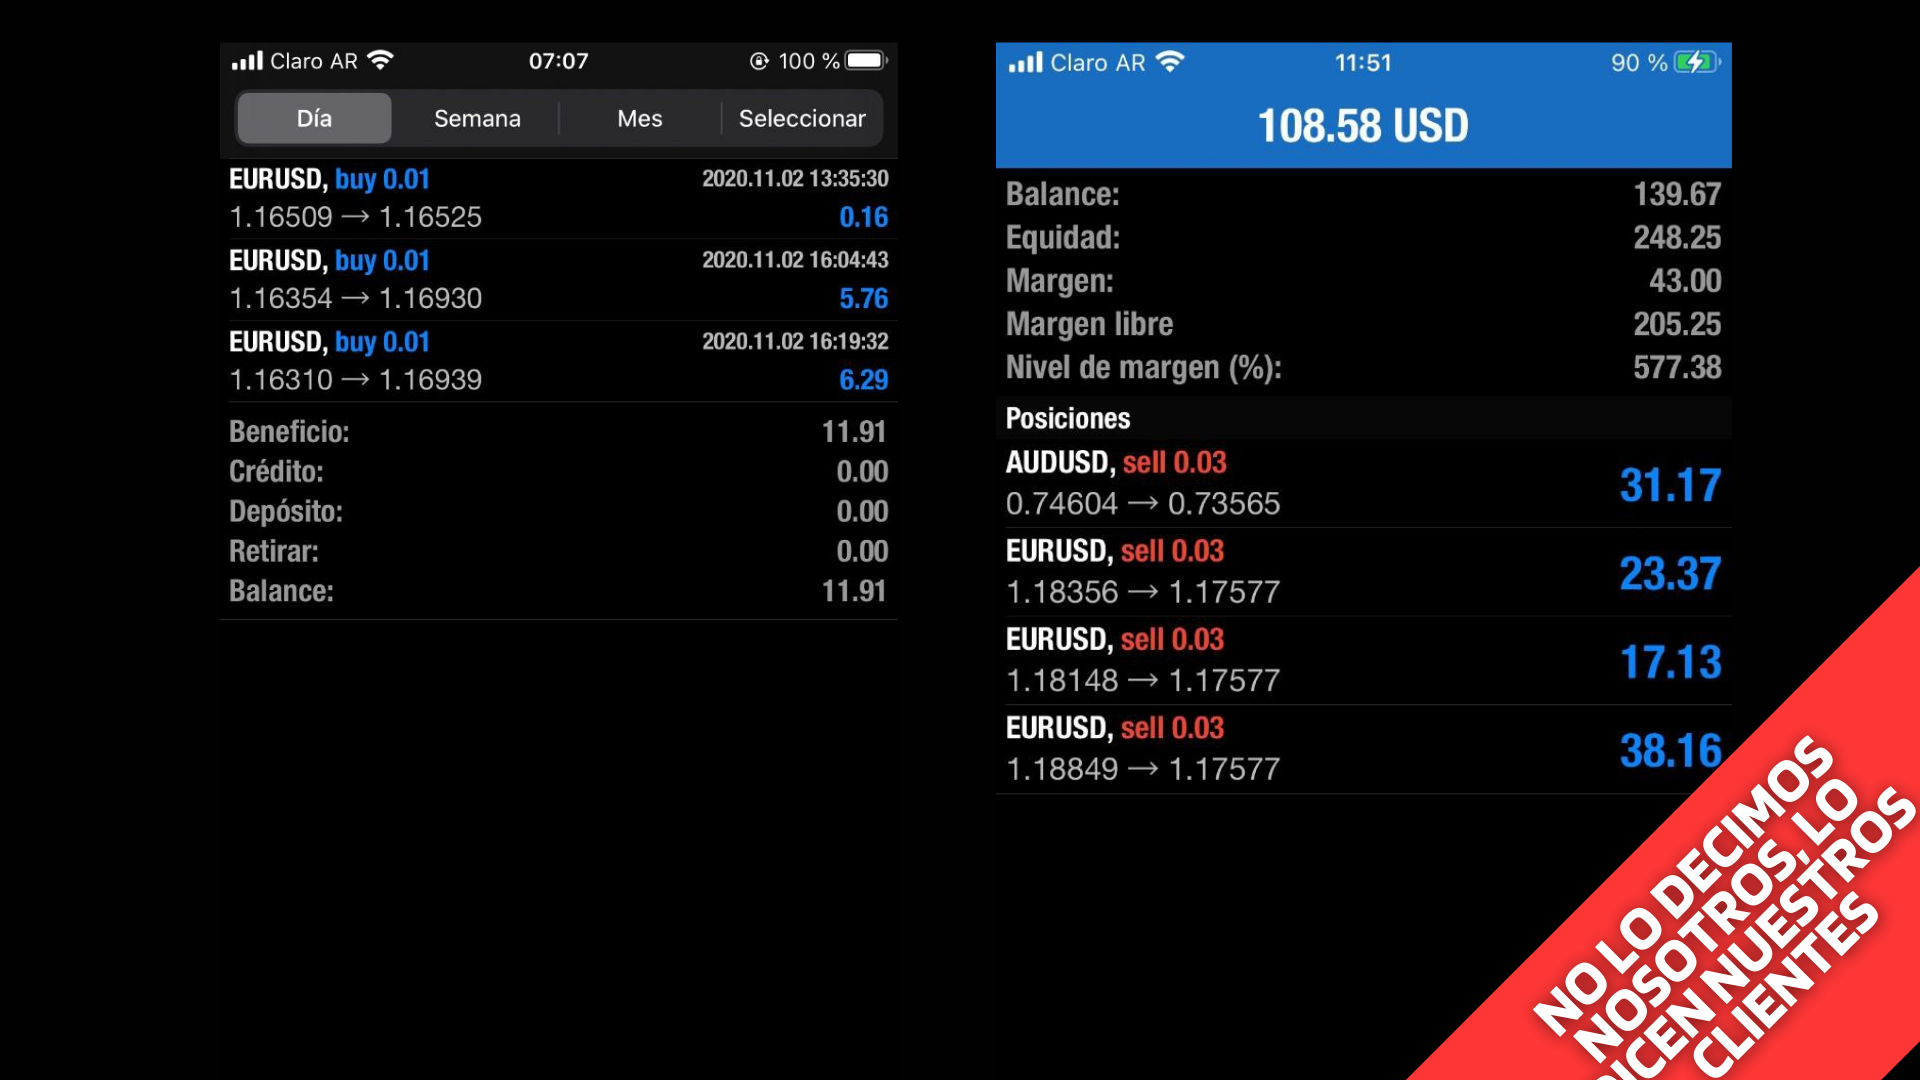 Claro AR 07:07 100 %
Día Semana Mes Seleccionar
EURUSD, buy 0.01 2020.11.02 13:35:30
1.16509 → 1.16525 0.16
EURUSD, buy 0.01 2020.11.02 16:04:43
1.16354 → 1.16930 5.76
EURUSD, buy 0.01 2020.11.02 16:19:32
1.16310 → 1.16939 6.29
Beneficio: 11.91
Crédito: 0.00
Depósito: 0.00
Retirar: 0.00
Balance: 11.91
Claro AR 11:51 90 %
108.58 USD
Balance: 139.67
Equidad: 248.25
Margen: 43.00
Margen libre 205.25
Nivel de margen (%): 577.38
Posiciones
AUDUSD, sell 0.03 31.17
0.74604 → 0.73565
EURUSD, sell 0.03 23.37
1.18356 → 1.17577
EURUSD, sell 0.03 17.13
1.18148 → 1.17577
EURUSD, sell 0.03 38.16
1.18849 → 1.17577
NO LO DECIMOS
NOSOTROS, LO
DICEN NUESTROS
CLIENTES